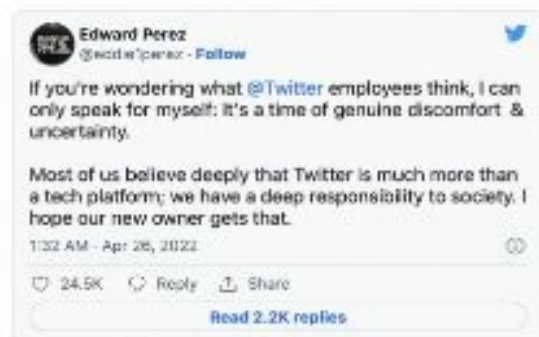 Edward Perez
@eddie1perez · Follow
If you're wondering what @Twitter employees think, I can
only speak for myself: it's a time of genuine discomfort &
uncertainty.
Most of us believe deeply that Twitter is much more than
a tech platform; we have a deep responsibility to society. I
hope our new owner gets that.
1:32 AM · Apr 26, 2022
24.5K Reply Share
Read 2.2K replies